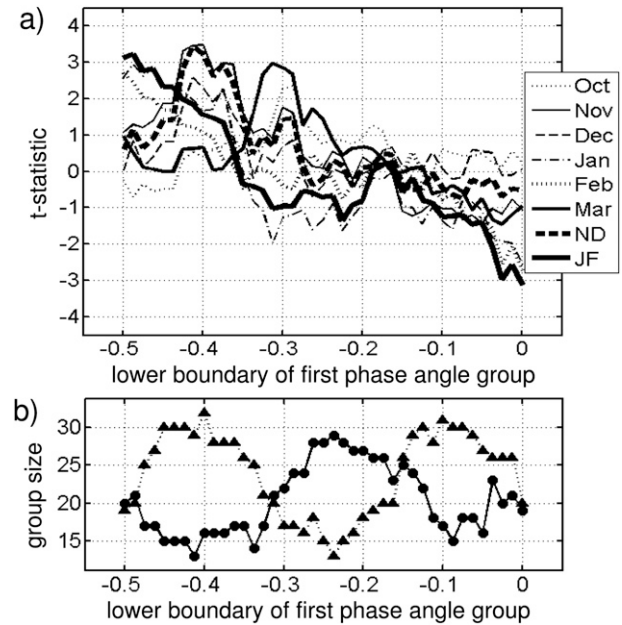 a)
4
3
2
1
0
-1
-2
-3
-4
t-statistic
Oct
Nov
Dec
Jan
Feb
Mar
ND
JF
-0.5 -0.4 -0.3 -0.2 -0.1 0
lower boundary of first phase angle group
b)
30
25
20
15
group size
-0.5 -0.4 -0.3 -0.2 -0.1 0
lower boundary of first phase angle group